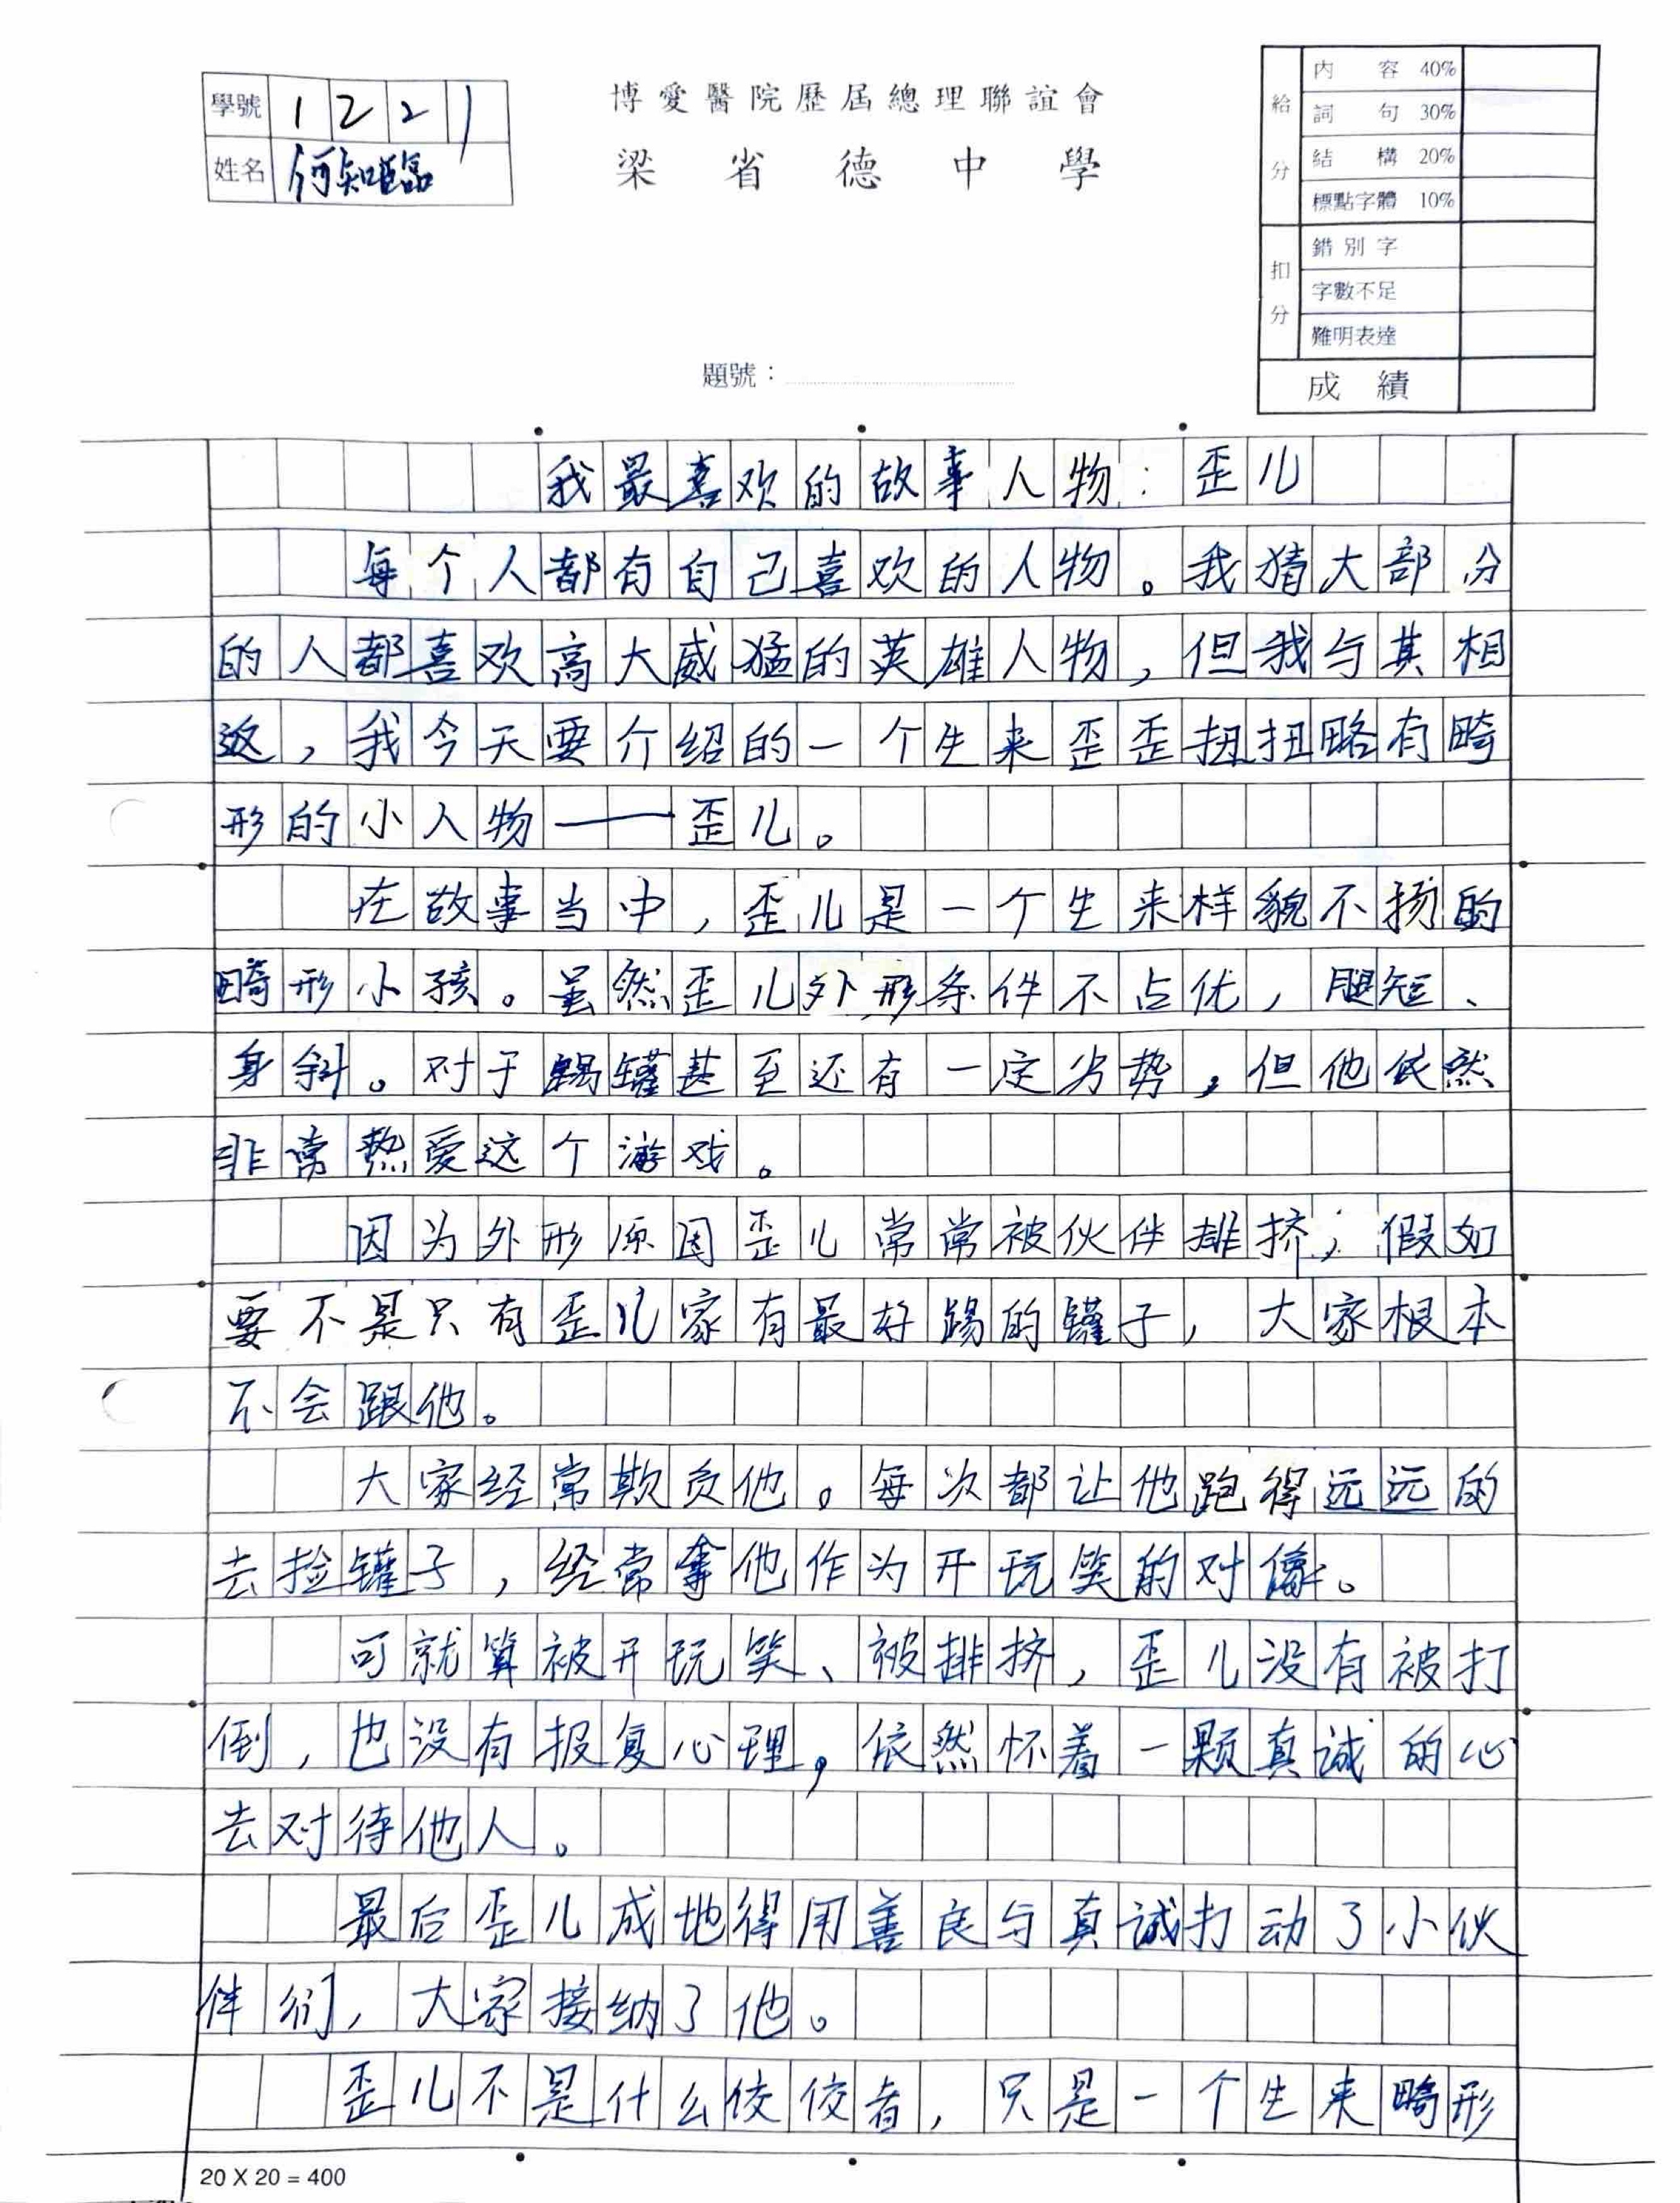 學號 1221
姓名
博愛醫院歷屆總理聯誼會
梁省德中學
給分
內容 40%
詞句 30%
結構 20%
標點字體 10%
扣分
錯別字
字數不足
難明表達
成績
題號：
我最喜欢的故事人物：歪儿
每个人都有自己喜欢的人物。我猜大部分
的人都喜欢高大威猛的英雄人物，但我与其相
返，我今天要介绍的一个生来歪歪扭扭略有畸
形的小人物——歪儿。
在故事当中，歪儿是一个生来样貌不扬的
畸形小孩。虽然歪儿外形条件不占优，腿短、
身斜。对于踢罐甚至还有一定劣势，但他依然
非常热爱这个游戏。
因为外形原因歪儿常常被伙伴排挤，假如
要不是只有歪儿家有最好踢的罐子，大家根本
不会跟他。
大家经常欺负他。每次都让他跑得远远的
去捡罐子，经常拿他作为开玩笑的对像。
可就算被开玩笑、被排挤，歪儿没有被打
倒，也没有报复心理，依然怀着一颗真诚的心
去对待他人。
最后歪儿成地得用善良与真诚打动了小伙
伴们，大家接纳了他。
歪儿不是什么佼佼者，只是一个生来畸形
20 X 20 = 400